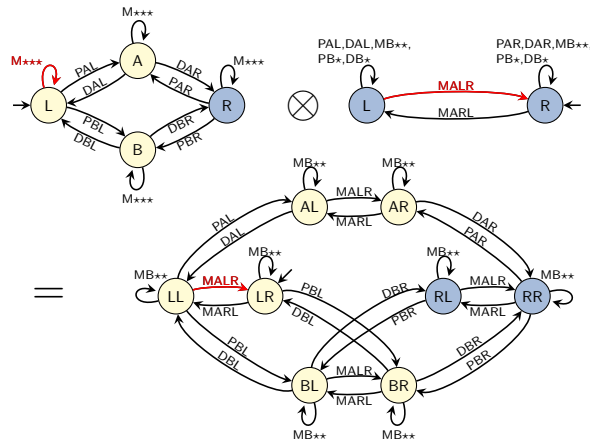 M⋆⋆⋆
M⋆⋆⋆
A
M⋆⋆⋆
PAL
DAL
DAR
PAR
L
R
PBL
DBL
DBR
PBR
B
M⋆⋆⋆
⊗
PAL,DAL,MB⋆⋆,
PB⋆,DB⋆
PAR,DAR,MB⋆⋆,
PB⋆,DB⋆
MALR
L
R
MARL
=
MB⋆⋆
MB⋆⋆
MALR
AL
AR
MARL
PAL
DAL
DAR
PAR
MB⋆⋆
MB⋆⋆
MB⋆⋆
MB⋆⋆
MALR
MALR
LL
LR
PBL
DBR
RL
RR
MARL
MARL
DBL
PBR
PBL
DBL
DBR
PBR
MALR
BL
BR
MARL
MB⋆⋆
MB⋆⋆